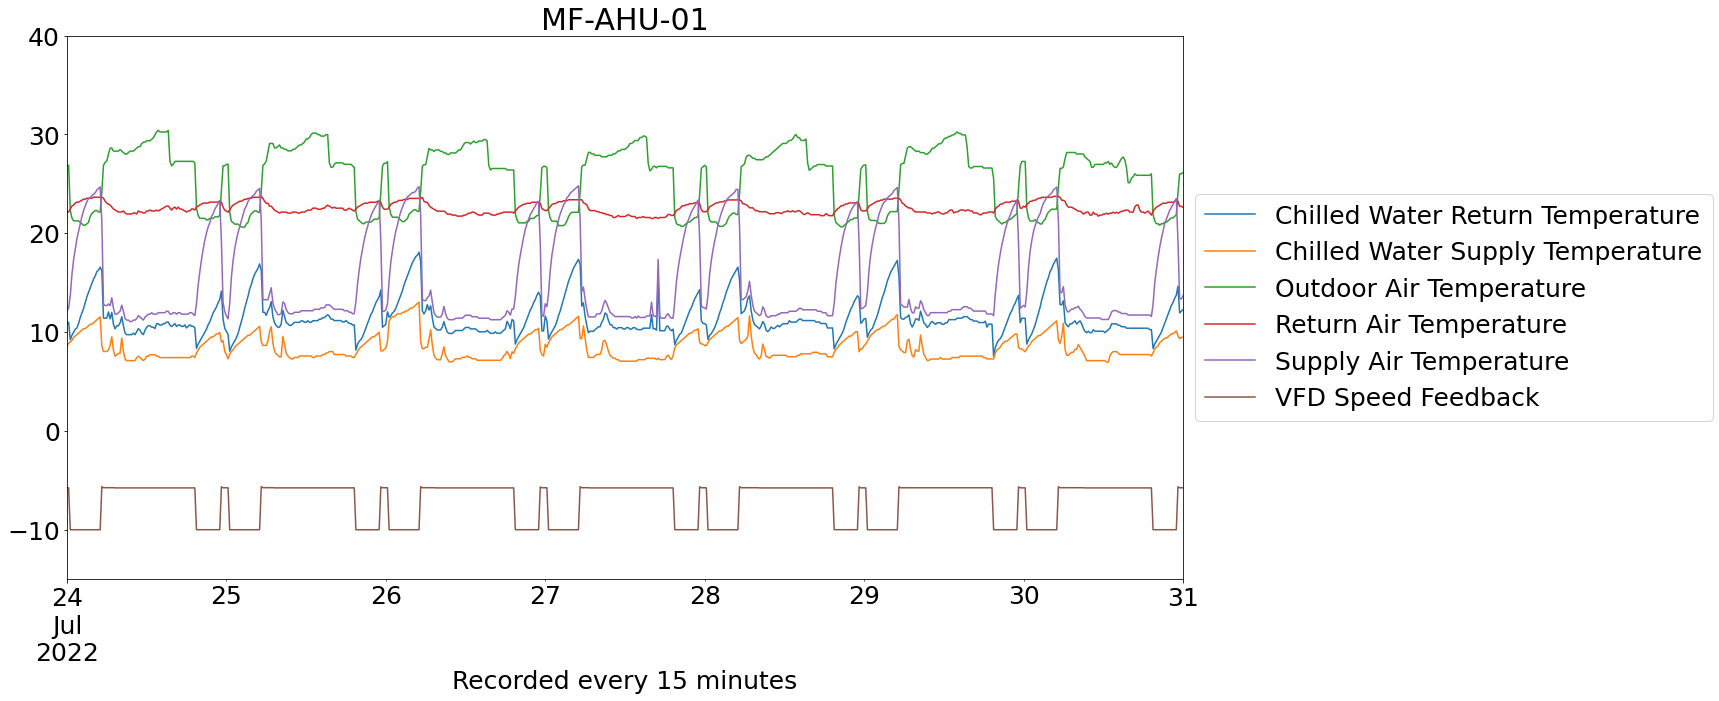 MF-AHU-01
40
30
20
10
0
−10
24 25 26 27 28 29 30 31
Jul
2022
Recorded every 15 minutes
Chilled Water Return Temperature
Chilled Water Supply Temperature
Outdoor Air Temperature
Return Air Temperature
Supply Air Temperature
VFD Speed Feedback